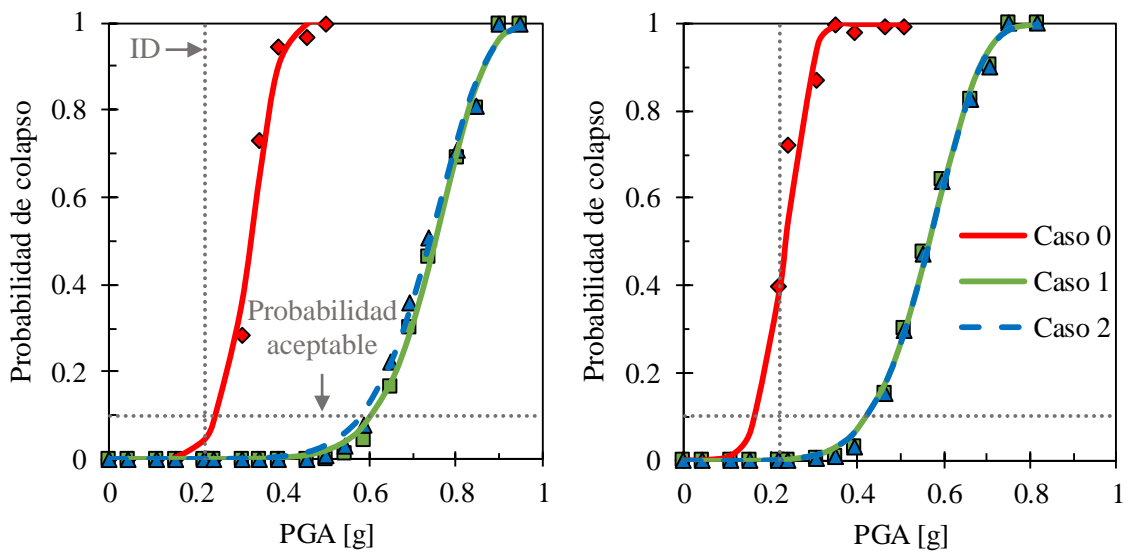 1
0.8
0.6
0.4
0.2
0
Probabilidad de colapso
ID
Probabilidad
aceptable
0 0.2 0.4 0.6 0.8 1
PGA [g]
1
0.8
0.6
0.4
0.2
0
Probabilidad de colapso
Caso 0
Caso 1
Caso 2
0 0.2 0.4 0.6 0.8 1
PGA [g]